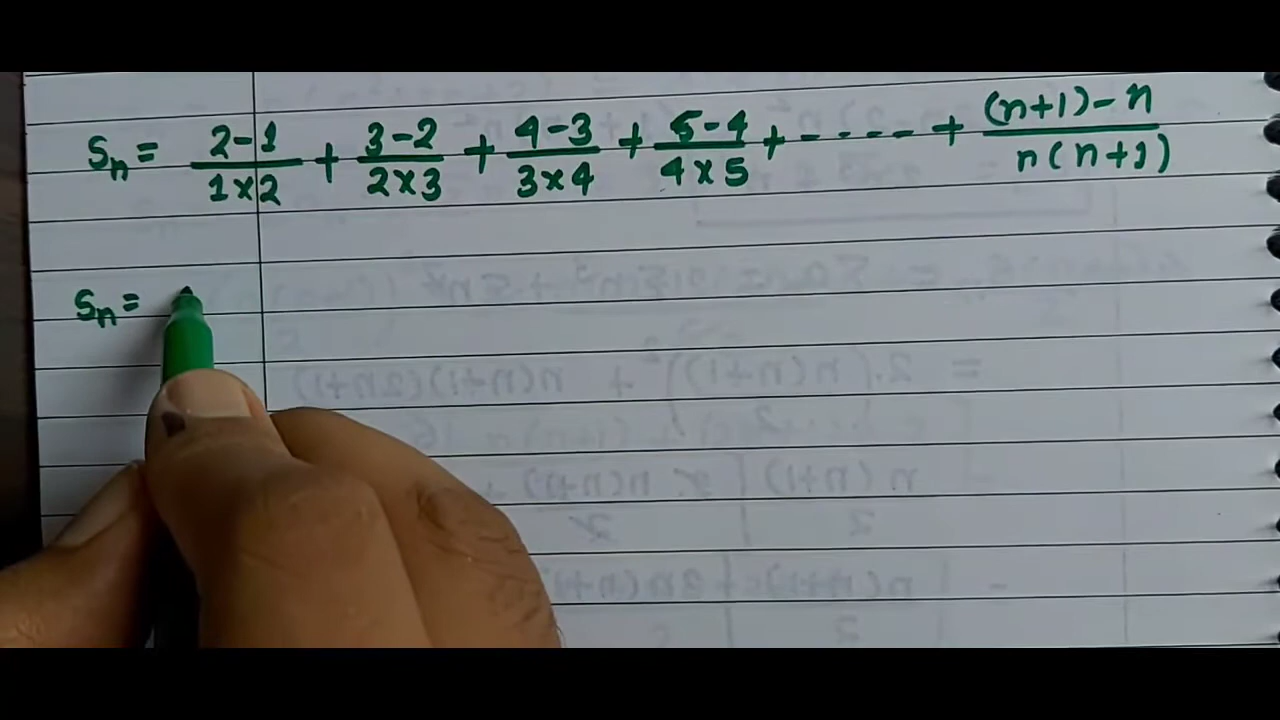 Sn = 2-1/1×2 + 3-2/2×3 + 4-3/3×4 + 5-4/4×5 + ----- + (n+1)-n/n(n+1)
Sn =